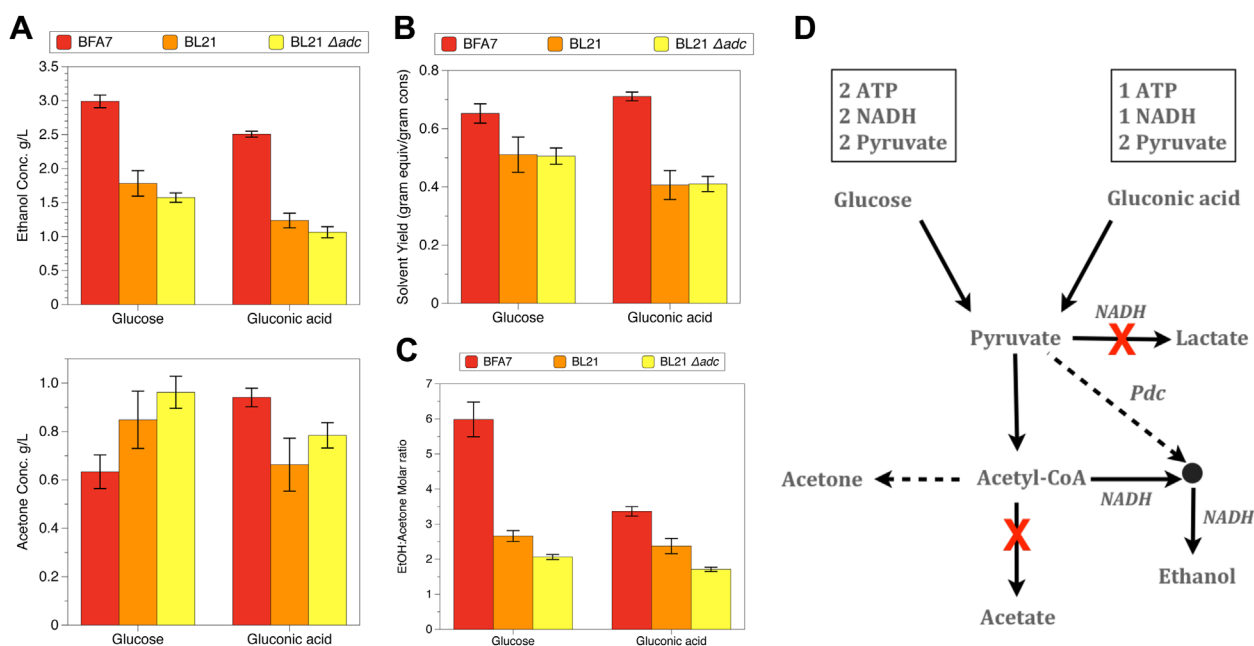 A
BFA7 BL21 BL21 Δadc
Ethanol Conc. g/L
3.5
3.0
2.5
2.0
1.5
1.0
0.5
0
Glucose Gluconic acid
Acetone Conc. g/L
1.0
0.8
0.6
0.4
0.2
0
Glucose Gluconic acid
B
BFA7 BL21 BL21 Δadc
Solvent Yield (gram equiv/gram cons)
0.8
0.6
0.4
0.2
0
Glucose Gluconic acid
C
BFA7 BL21 BL21 Δadc
EtOH:Acetone Molar ratio
7
6
5
4
3
2
1
0
Glucose Gluconic acid
D
2 ATP
2 NADH
2 Pyruvate
1 ATP
1 NADH
2 Pyruvate
Glucose
Gluconic acid
NADH
Pyruvate
X
Lactate
Pdc
Acetone
Acetyl-CoA
NADH
NADH
X
Ethanol
Acetate